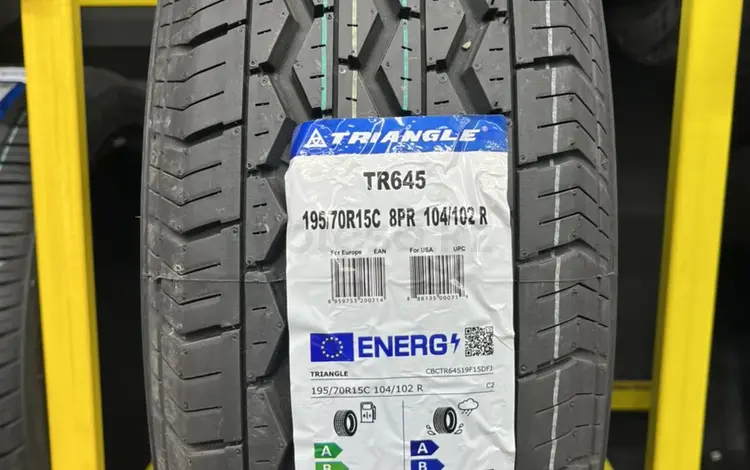 TRIANGLE
TR645
195/70R15C 8PR 104/102 R
For Europe EAN For USA UPC
6 959753 200314
ENERG
TRIANGLE CBCTR64519F15DFJ
195/70R15C 104/102 R C2
A A
B B